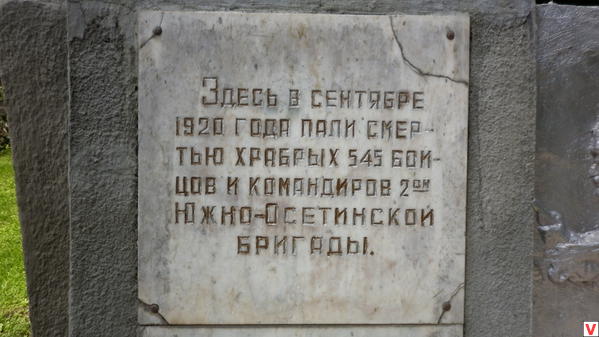 Здесь в сентябре
1920 года пали смер-
тью храбрых 545 бой-
цов и командиров 2ой
Южно-Осетинской
бригады.
V